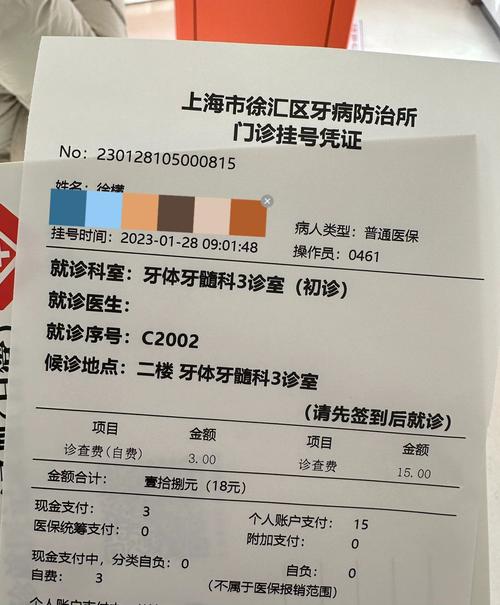 上海市徐汇区牙病防治所
门诊挂号凭证
No: 230128105000815
姓名: 徐
病人类型: 普通医保
挂号时间: 2023-01-28 09:01:48
操作员: 0461
就诊科室: 牙体牙髓科3诊室 (初诊)
就诊医生:
就诊序号: C2002
候诊地点: 二楼 牙体牙髓科3诊室
(请先签到后就诊)
项目 金额 项目 金额
诊查费(自费) 3.00 诊查费 15.00
金额合计: 壹拾捌元 (18元)
现金支付: 3 个人账户支付: 15
医保统筹支付: 0 附加支付: 0
现金支付中, 分类自负: 0 自负: 0
自费: 3 (不属于医保报销范围)
个人账户